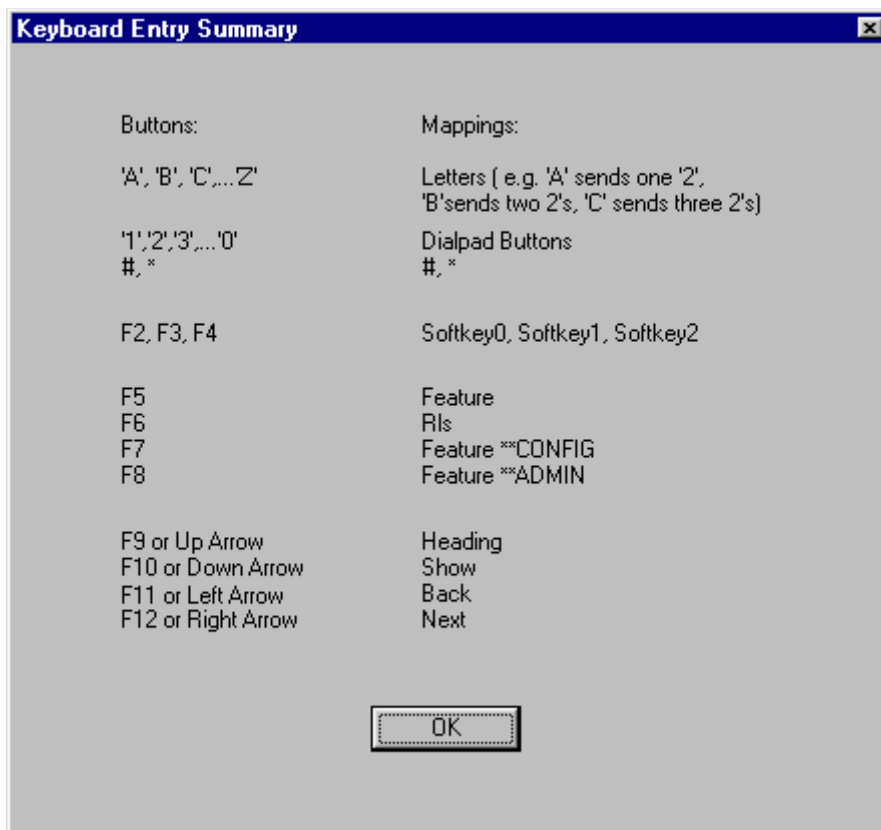 Keyboard Entry Summary
Buttons: Mappings:
'A', 'B', 'C',...'Z' Letters ( e.g. 'A' sends one '2',
'B'sends two 2's, 'C' sends three 2's)
'1','2','3',...'0' Dialpad Buttons
#, * #, *
F2, F3, F4 Softkey0, Softkey1, Softkey2
F5 Feature
F6 Rls
F7 Feature **CONFIG
F8 Feature **ADMIN
F9 or Up Arrow Heading
F10 or Down Arrow Show
F11 or Left Arrow Back
F12 or Right Arrow Next
OK